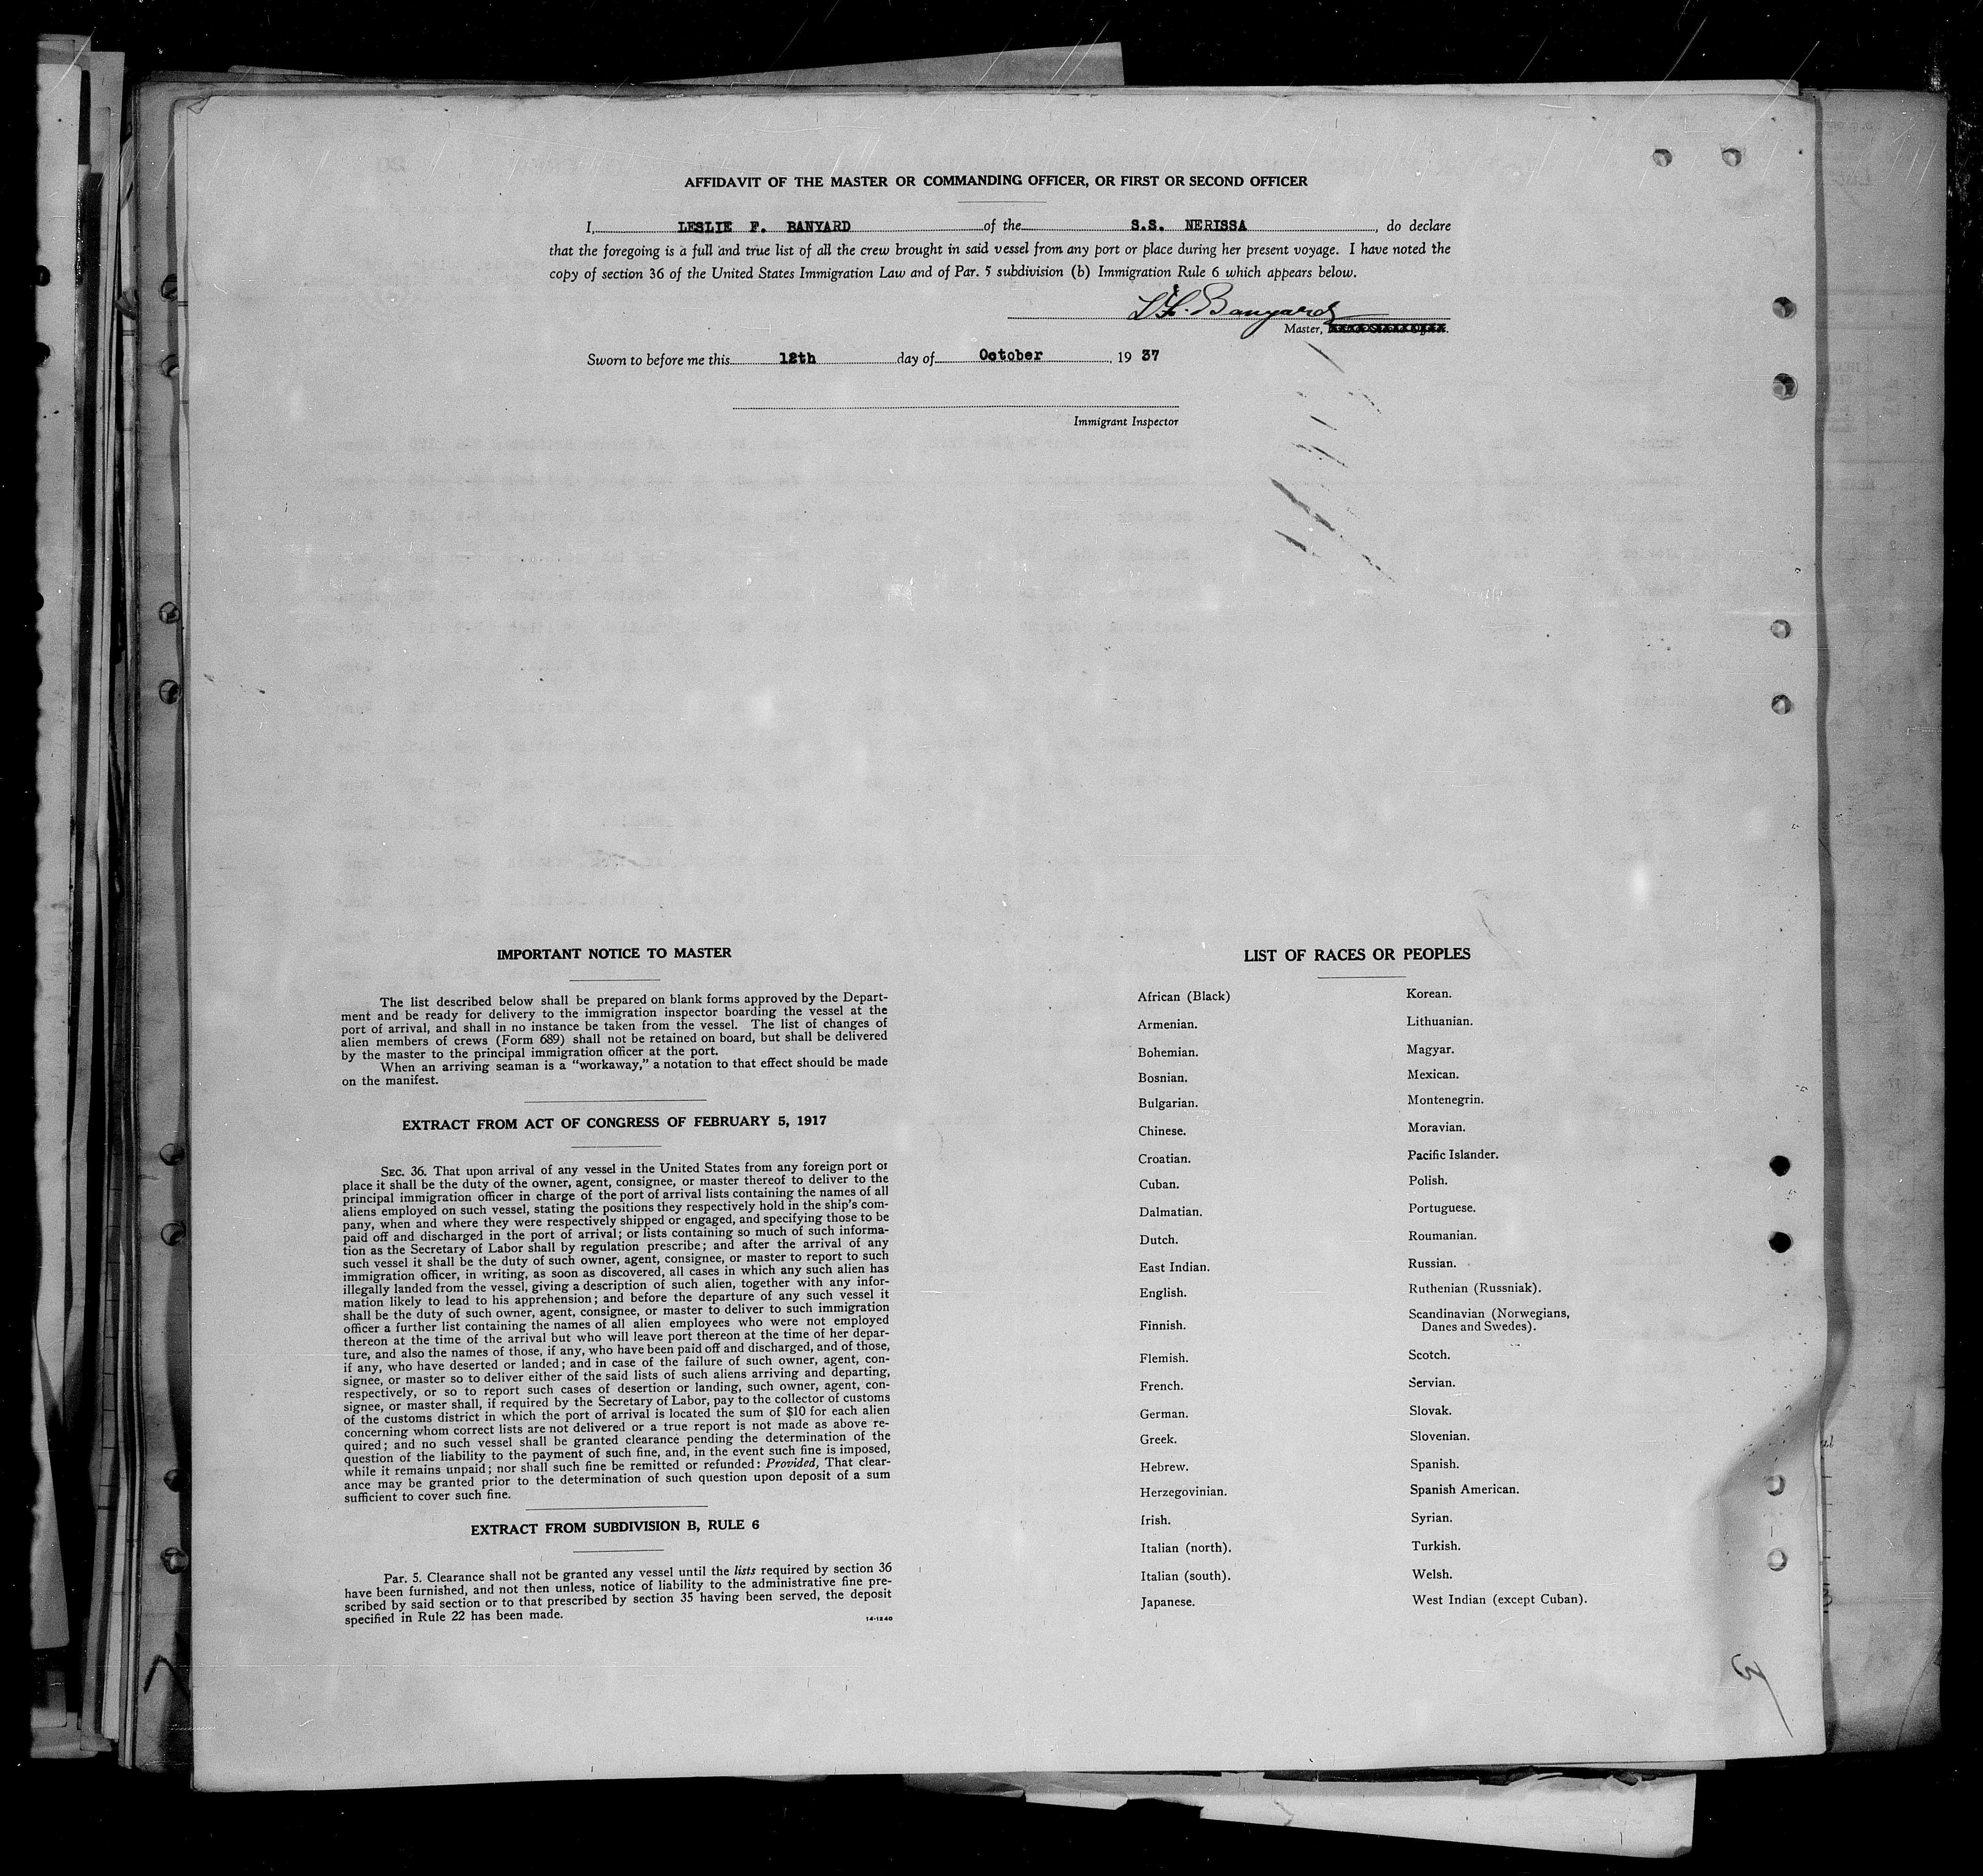 AFFIDAVIT OF THE MASTER OR COMMANDING OFFICER, OR FIRST OR SECOND OFFICER
I, LESLIE F. BANYARD of the S.S. NERISSA, do declare
that the foregoing is a full and true list of all the crew brought in said vessel from any port or place during her present voyage. I have noted the
copy of section 36 of the United States Immigration Law and of Par. 5 subdivision (b) Immigration Rule 6 which appears below.
L.F. Banyard
Master,
Sworn to before me this 12th day of October, 19 37
Immigrant Inspector
IMPORTANT NOTICE TO MASTER
The list described below shall be prepared on blank forms approved by the Depart-
ment and be ready for delivery to the immigration inspector boarding the vessel at the
port of arrival, and shall in no instance be taken from the vessel. The list of changes of
alien members of crews (Form 689) shall not be retained on board, but shall be delivered
by the master to the principal immigration officer at the port.
When an arriving seaman is a “workaway,” a notation to that effect should be made
on the manifest.
EXTRACT FROM ACT OF CONGRESS OF FEBRUARY 5, 1917
SEC. 36. That upon arrival of any vessel in the United States from any foreign port or
place it shall be the duty of the owner, agent, consignee, or master thereof to deliver to the
principal immigration officer in charge of the port of arrival lists containing the names of all
aliens employed on such vessel, stating the positions they respectively hold in the ship's com-
pany, when and where they were respectively shipped or engaged, and specifying those to be
paid off and discharged in the port of arrival; or lists containing so much of such informa-
tion as the Secretary of Labor shall by regulation prescribe; and after the arrival of any
such vessel it shall be the duty of such owner, agent, consignee, or master to report to such
immigration officer, in writing, as soon as discovered, all cases in which any such alien has
illegally landed from the vessel, giving a description of such alien, together with any infor-
mation likely to lead to his apprehension; and before the departure of any such vessel it
shall be the duty of such owner, agent, consignee, or master to deliver to such immigration
officer a further list containing the names of all alien employees who were not employed
thereon at the time of the arrival but who will leave port thereon at the time of her depar-
ture, and also the names of those, if any, who have been paid off and discharged, and of those,
if any, who have deserted or landed; and in case of the failure of such owner, agent, con-
signee, or master so to deliver either of the said lists of such aliens arriving and departing,
respectively, or so to report such cases of desertion or landing, such owner, agent, con-
signee, or master shall, if required by the Secretary of Labor, pay to the collector of customs
of the customs district in which the port of arrival is located the sum of $10 for each alien
concerning whom correct lists are not delivered or a true report is not made as above re-
quired; and no such vessel shall be granted clearance pending the determination of the
question of the liability to the payment of such fine, and, in the event such fine is imposed,
while it remains unpaid; nor shall such fine be remitted or refunded: Provided, That clear-
ance may be granted prior to the determination of such question upon deposit of a sum
sufficient to cover such fine.
EXTRACT FROM SUBDIVISION B, RULE 6
Par. 5. Clearance shall not be granted any vessel until the lists required by section 36
have been furnished, and not then unless, notice of liability to the administrative fine pre-
scribed by said section or to that prescribed by section 35 having been served, the deposit
specified in Rule 22 has been made.
14-1240
LIST OF RACES OR PEOPLES
African (Black)
Armenian.
Bohemian.
Bosnian.
Bulgarian.
Chinese.
Croatian.
Cuban.
Dalmatian.
Dutch.
East Indian.
English.
Finnish.
Flemish.
French.
German.
Greek.
Hebrew.
Herzegovinian.
Irish.
Italian (north).
Italian (south).
Japanese.
Korean.
Lithuanian.
Magyar.
Mexican.
Montenegrin.
Moravian.
Pacific Islander.
Polish.
Portuguese.
Roumanian.
Russian.
Ruthenian (Russniak).
Scandinavian (Norwegians,
Danes and Swedes).
Scotch.
Servian.
Slovak.
Slovenian.
Spanish.
Spanish American.
Syrian.
Turkish.
Welsh.
West Indian (except Cuban).